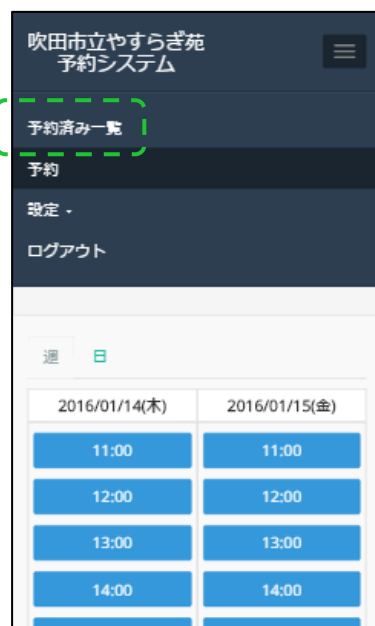 吹田市立やすらぎ苑
予約システム
予約済み一覧
予約
設定
ログアウト
週 日
2016/01/14(木) 2016/01/15(金)
11:00 11:00
12:00 12:00
13:00 13:00
14:00 14:00